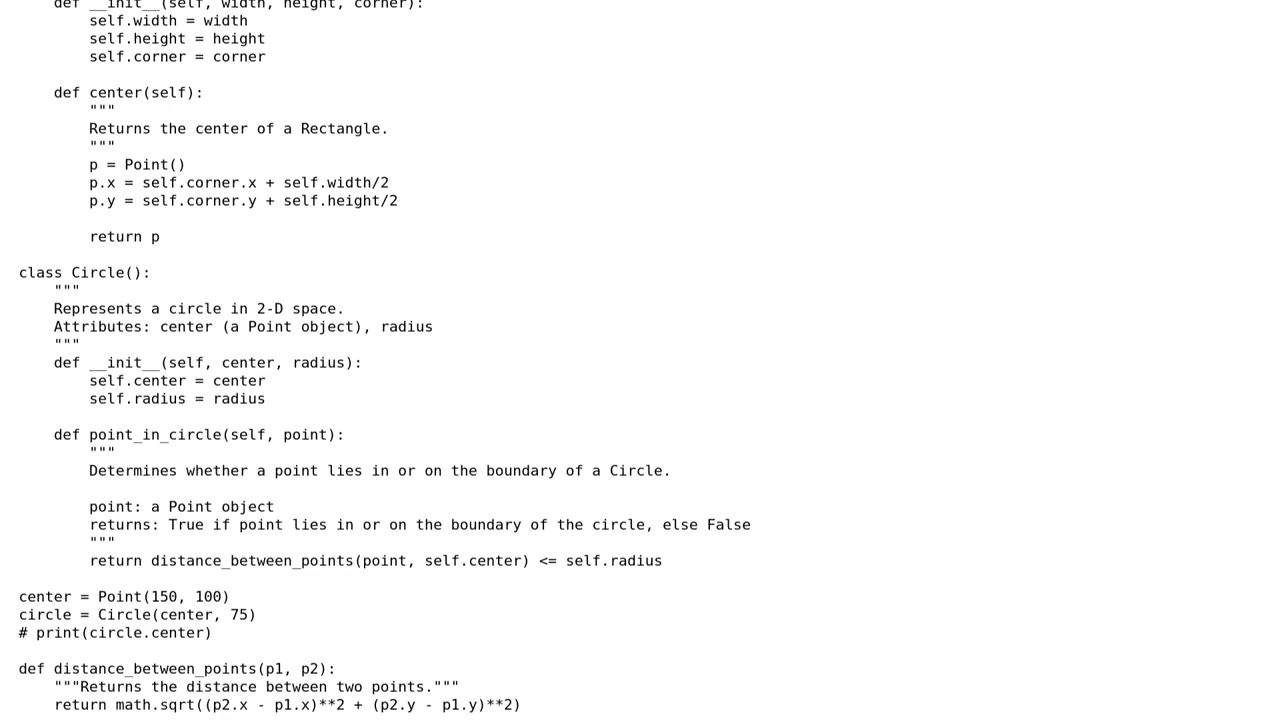 def __init__(self, width, height, corner):
        self.width = width
        self.height = height
        self.corner = corner

    def center(self):
        """
        Returns the center of a Rectangle.
        """
        p = Point()
        p.x = self.corner.x + self.width/2
        p.y = self.corner.y + self.height/2

        return p

class Circle():
    """
    Represents a circle in 2-D space.
    Attributes: center (a Point object), radius
    """
    def __init__(self, center, radius):
        self.center = center
        self.radius = radius

    def point_in_circle(self, point):
        """
        Determines whether a point lies in or on the boundary of a Circle.

        point: a Point object
        returns: True if point lies in or on the boundary of the circle, else False
        """
        return distance_between_points(point, self.center) <= self.radius

center = Point(150, 100)
circle = Circle(center, 75)
# print(circle.center)

def distance_between_points(p1, p2):
    """Returns the distance between two points."""
    return math.sqrt((p2.x - p1.x)**2 + (p2.y - p1.y)**2)